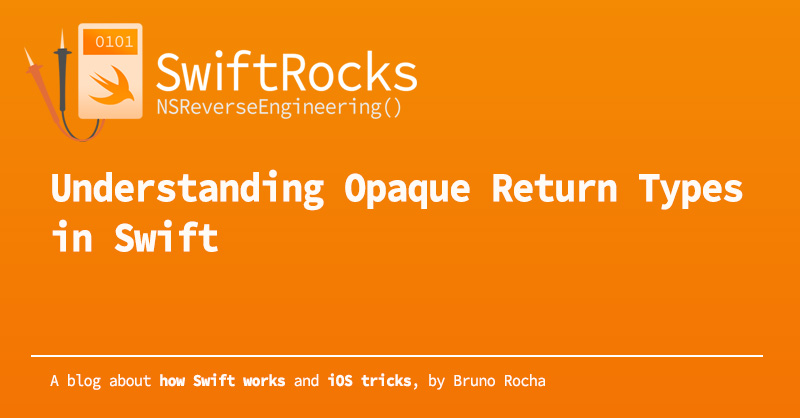 0101
SwiftRocks
NSReverseEngineering()
Understanding Opaque Return Types
in Swift
A blog about how Swift works and iOS tricks, by Bruno Rocha